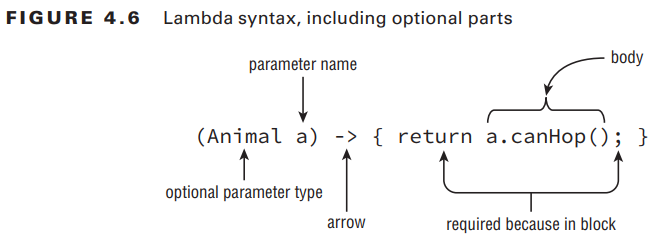 FIGURE 4.6 Lambda syntax, including optional parts
body
parameter name
(Animal a) -> { return a.canHop(); }
optional parameter type
arrow
required because in block